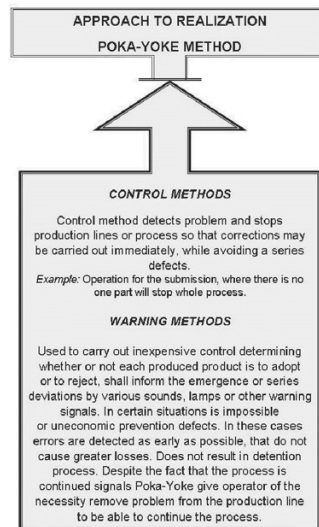 APPROACH TO REALIZATION
POKA-YOKE METHOD
CONTROL METHODS
Control method detects problem and stops
production lines or process so that corrections may
be carried out immediately, while avoiding a series
defects.
Example: Operation for the submission, where there is no
one part will stop whole process.
WARNING METHODS
Used to carry out inexpensive control determining
whether or not each produced product is to adopt
or to reject, shall inform the emergence or series
deviations by various sounds, lamps or other warning
signals. In certain situations is impossible
or uneconomic prevention defects. In these cases
errors are detected as early as possible, that do not
cause greater losses. Does not result in detention
process. Despite the fact that the process is
continued signals Poka-Yoke give operator of the
necessity remove problem from the production line
to be able to continue the process.